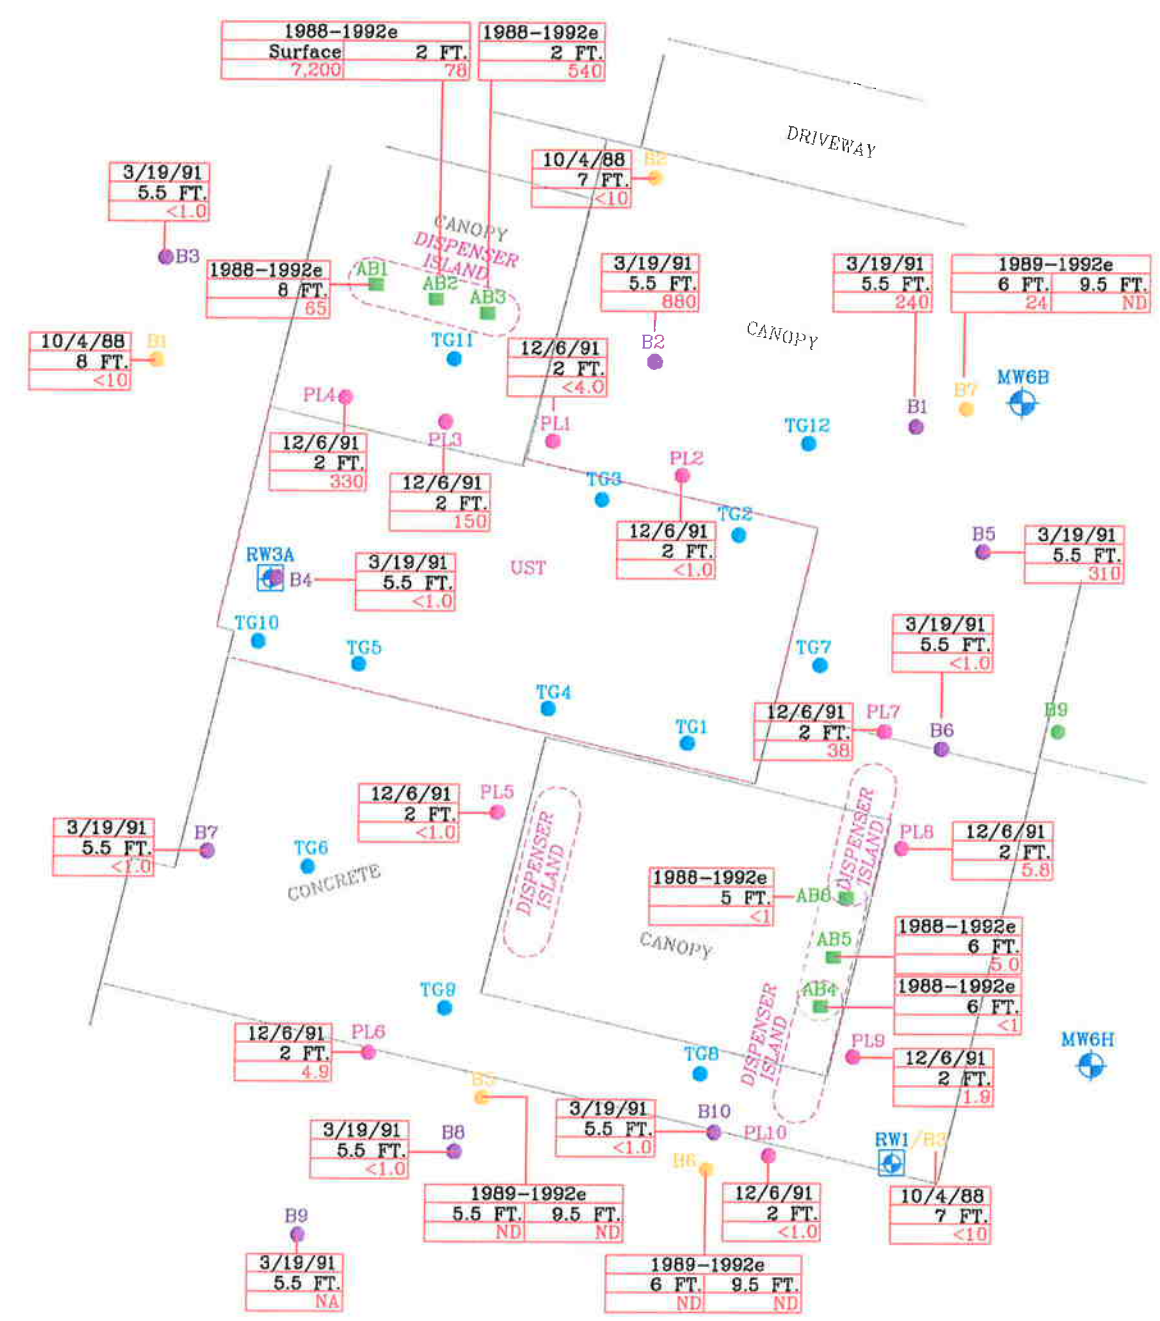 1988-1992e
Surface 2 FT.
7,200 78
1988-1992e
2 FT.
540
DRIVEWAY
10/4/88
7 FT.
<10
B2
3/19/91
5.5 FT.
<1.0
B3
CANOPY
DISPENSER
ISLAND
1988-1992e
8 FT.
65
AB1
AB2
AB3
3/19/91
5.5 FT.
880
B2
3/19/91
5.5 FT.
240
B1
1989-1992e
6 FT. 9.5 FT.
24 ND
B7
MW6B
CANOPY
10/4/88
8 FT.
<10
B1
TG11
12/6/91
2 FT.
<4.0
PL1
PL4
12/6/91
2 FT.
330
PL3
12/6/91
2 FT.
150
TG12
PL2
12/6/91
2 FT.
<1.0
TG3
TG2
B5
3/19/91
5.5 FT.
310
RW3A
B4
3/19/91
5.5 FT.
<1.0
UST
TG10
TG5
TG7
3/19/91
5.5 FT.
<1.0
B6
TG4
TG1
12/6/91
2 FT.
38
PL7
B9
12/6/91
2 FT.
<1.0
PL5
3/19/91
5.5 FT.
<1.0
B7
TG6
CONCRETE
DISPENSER
ISLAND
DISPENSER
ISLAND
PL8
12/6/91
2 FT.
5.8
1988-1992e
5 FT.
<1
AB6
CANOPY
AB5
1988-1992e
6 FT.
5.0
AB4
1988-1992e
6 FT.
<1
DISPENSER
ISLAND
TG9
12/6/91
2 FT.
4.9
PL6
TG8
PL9
12/6/91
2 FT.
1.9
MW6H
B5
1989-1992e
5.5 FT. 9.5 FT.
ND ND
3/19/91
5.5 FT.
<1.0
B8
3/19/91
5.5 FT.
<1.0
B10
PL10
12/6/91
2 FT.
<1.0
B6
1989-1992e
6 FT. 9.5 FT.
ND ND
RW1/B3
10/4/88
7 FT.
<10
B9
3/19/91
5.5 FT.
NA